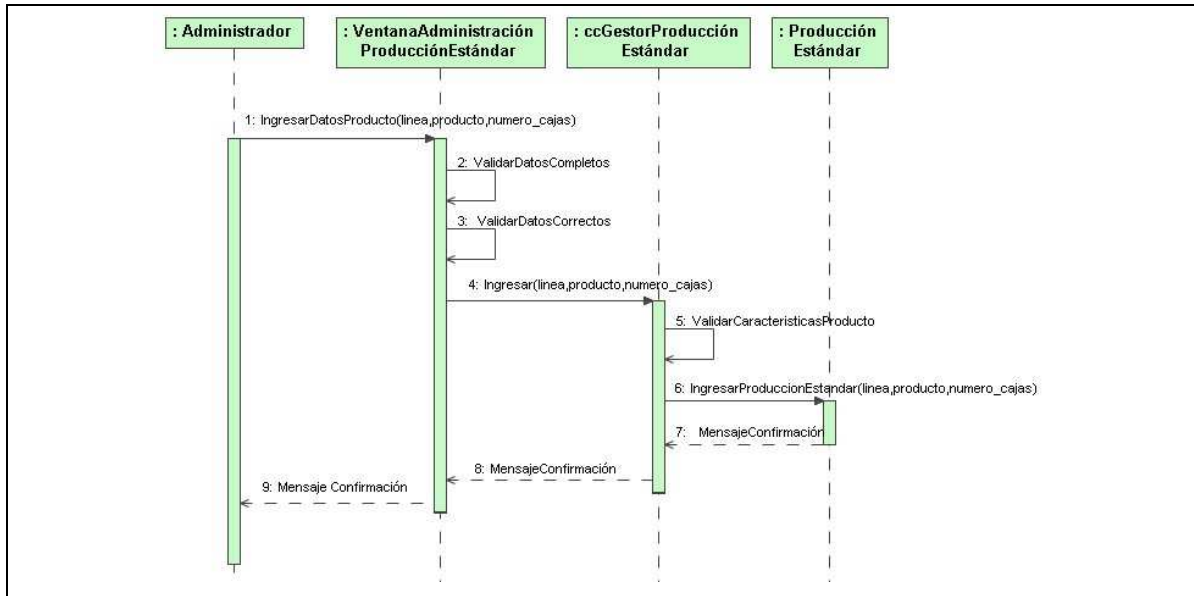 : Administrador
: VentanaAdministración
ProducciónEstándar
: ccGestorProducción
Estándar
: Producción
Estándar
1: IngresarDatosProducto(linea,producto,numero_cajas)
2: ValidarDatosCompletos
3: ValidarDatosCorrectos
4: Ingresar(linea,producto,numero_cajas)
5: ValidarCaracteristicasProducto
6: IngresarProduccionEstandar(linea,producto,numero_cajas)
7: MensajeConfirmación
8: MensajeConfirmación
9: Mensaje Confirmación